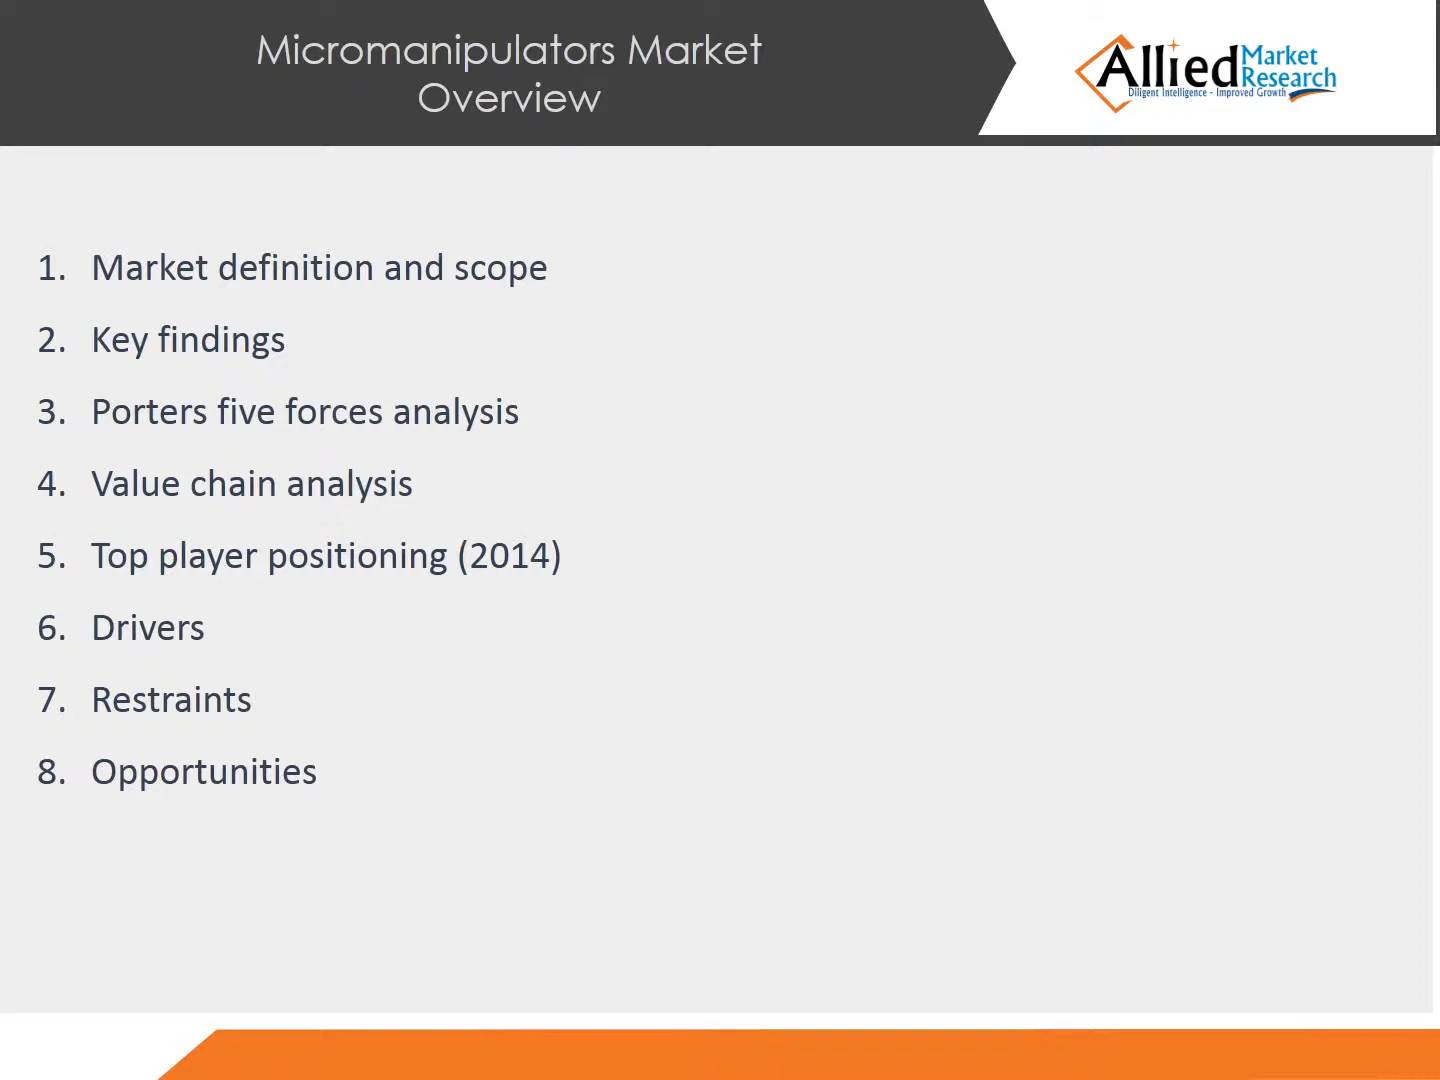 Micromanipulators Market
Overview
Allied Market
Research
Diligent Intelligence - Improved Growth
1. Market definition and scope
2. Key findings
3. Porters five forces analysis
4. Value chain analysis
5. Top player positioning (2014)
6. Drivers
7. Restraints
8. Opportunities